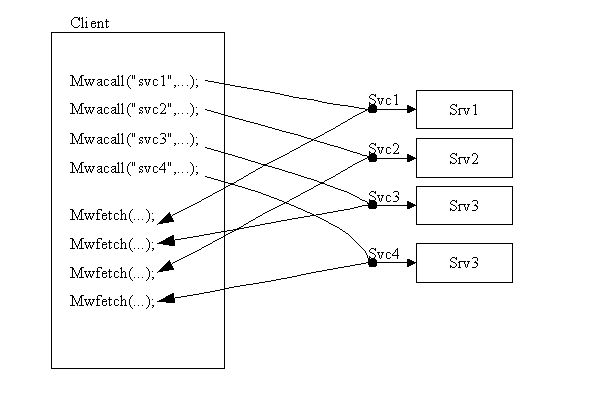 Client
Mwacall("svc1",...);
Mwacall("svc2",...);
Mwacall("svc3",...);
Mwacall("svc4",...);
Mwfetch(...);
Mwfetch(...);
Mwfetch(...);
Mwfetch(...);
Svc1
Srv1
Svc2
Srv2
Svc3
Srv3
Svc4
Srv3